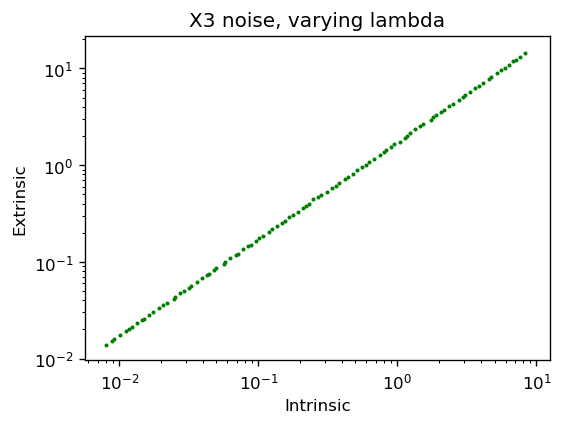 X3 noise, varying lambda
10¹
10⁰
10⁻¹
10⁻²
Extrinsic
10⁻² 10⁻¹ 10⁰ 10¹
Intrinsic